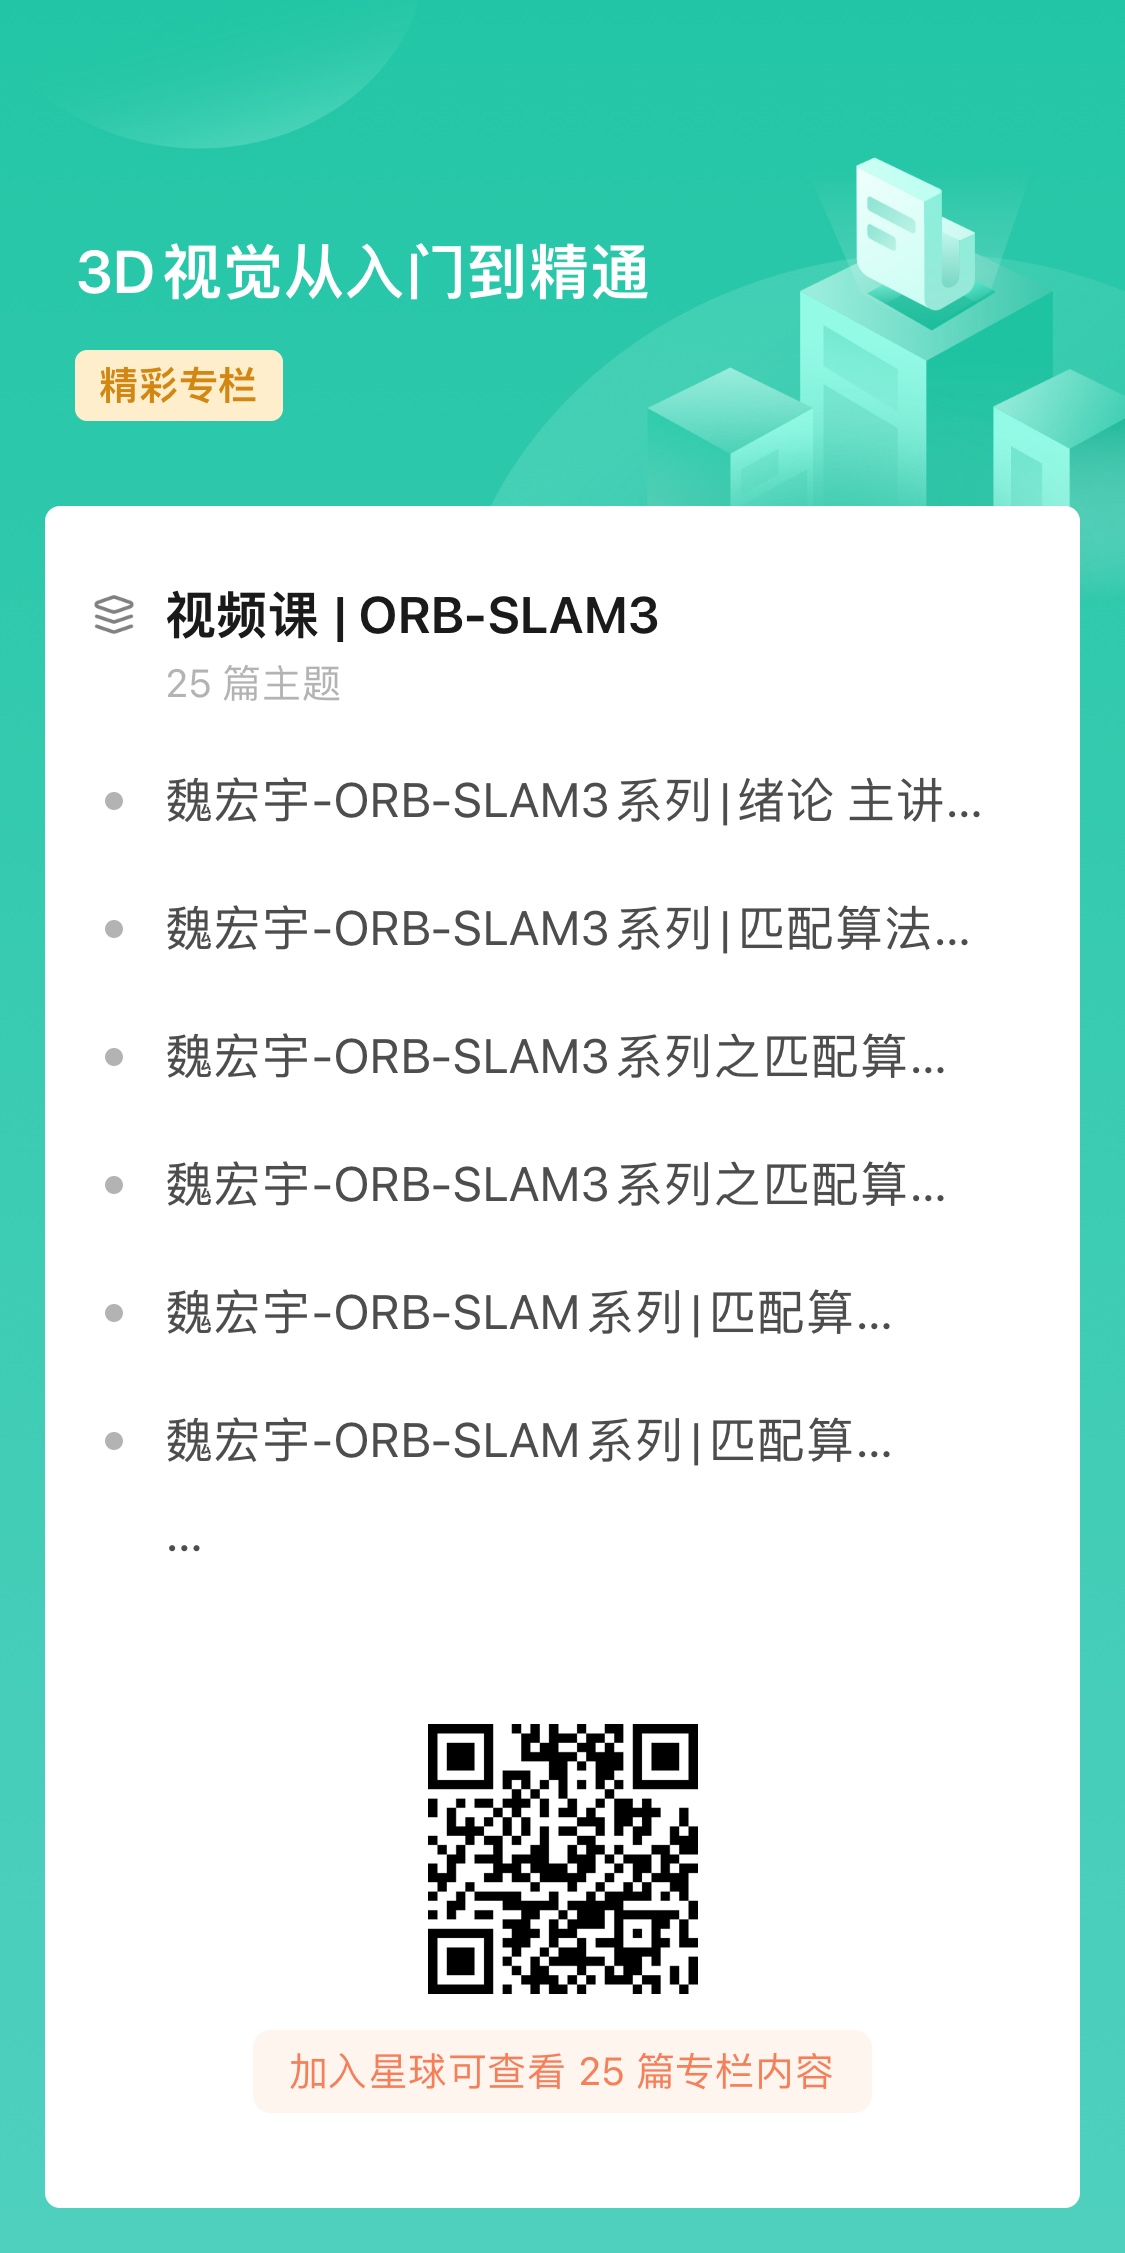 3D视觉从入门到精通
精彩专栏
视频课 | ORB-SLAM3
25 篇主题
魏宏宇-ORB-SLAM3系列|绪论 主讲...
魏宏宇-ORB-SLAM3系列|匹配算法...
魏宏宇-ORB-SLAM3系列之匹配算...
魏宏宇-ORB-SLAM3系列之匹配算...
魏宏宇-ORB-SLAM系列|匹配算...
魏宏宇-ORB-SLAM系列|匹配算...
...
加入星球可查看 25 篇专栏内容